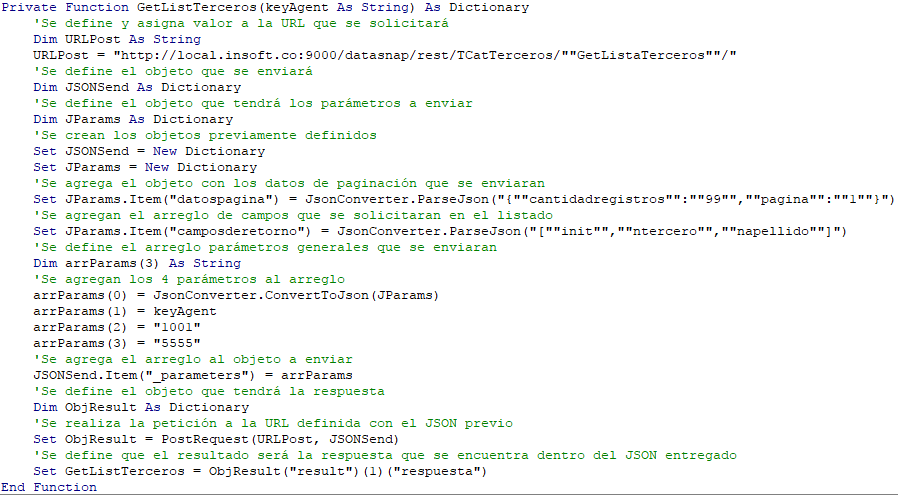 Private Function GetListTerceros(keyAgent As String) As Dictionary
'Se define y asigna valor a la URL que se solicitará
Dim URLPost As String
URLPost = "http://local.insoft.co:9000/datasnap/rest/TCatTerceros/""GetListaTerceros""/"
'Se define el objeto que se enviará
Dim JSONSend As Dictionary
'Se define el objeto que tendrá los parámetros a enviar
Dim JParams As Dictionary
'Se crean los objetos previamente definidos
Set JSONSend = New Dictionary
Set JParams = New Dictionary
'Se agrega el objeto con los datos de paginación que se enviaran
Set JParams.Item("datospagina") = JsonConverter.ParseJson("{""cantidadregistros"":""99"",""pagina"":""1""}")
'Se agregan el arreglo de campos que se solicitaran en el listado
Set JParams.Item("camposderetorno") = JsonConverter.ParseJson("[""init"",""ntercero"",""napellido""]")
'Se define el arreglo parámetros generales que se enviaran
Dim arrParams(3) As String
'Se agregan los 4 parámetros al arreglo
arrParams(0) = JsonConverter.ConvertToJson(JParams)
arrParams(1) = keyAgent
arrParams(2) = "1001"
arrParams(3) = "5555"
'Se agrega el arreglo al objeto a enviar
JSONSend.Item("_parameters") = arrParams
'Se define el objeto que tendrá la respuesta
Dim ObjResult As Dictionary
'Se realiza la petición a la URL definida con el JSON previo
Set ObjResult = PostRequest(URLPost, JSONSend)
'Se define que el resultado será la respuesta que se encuentra dentro del JSON entregado
Set GetListTerceros = ObjResult("result")(1)("respuesta")
End Function